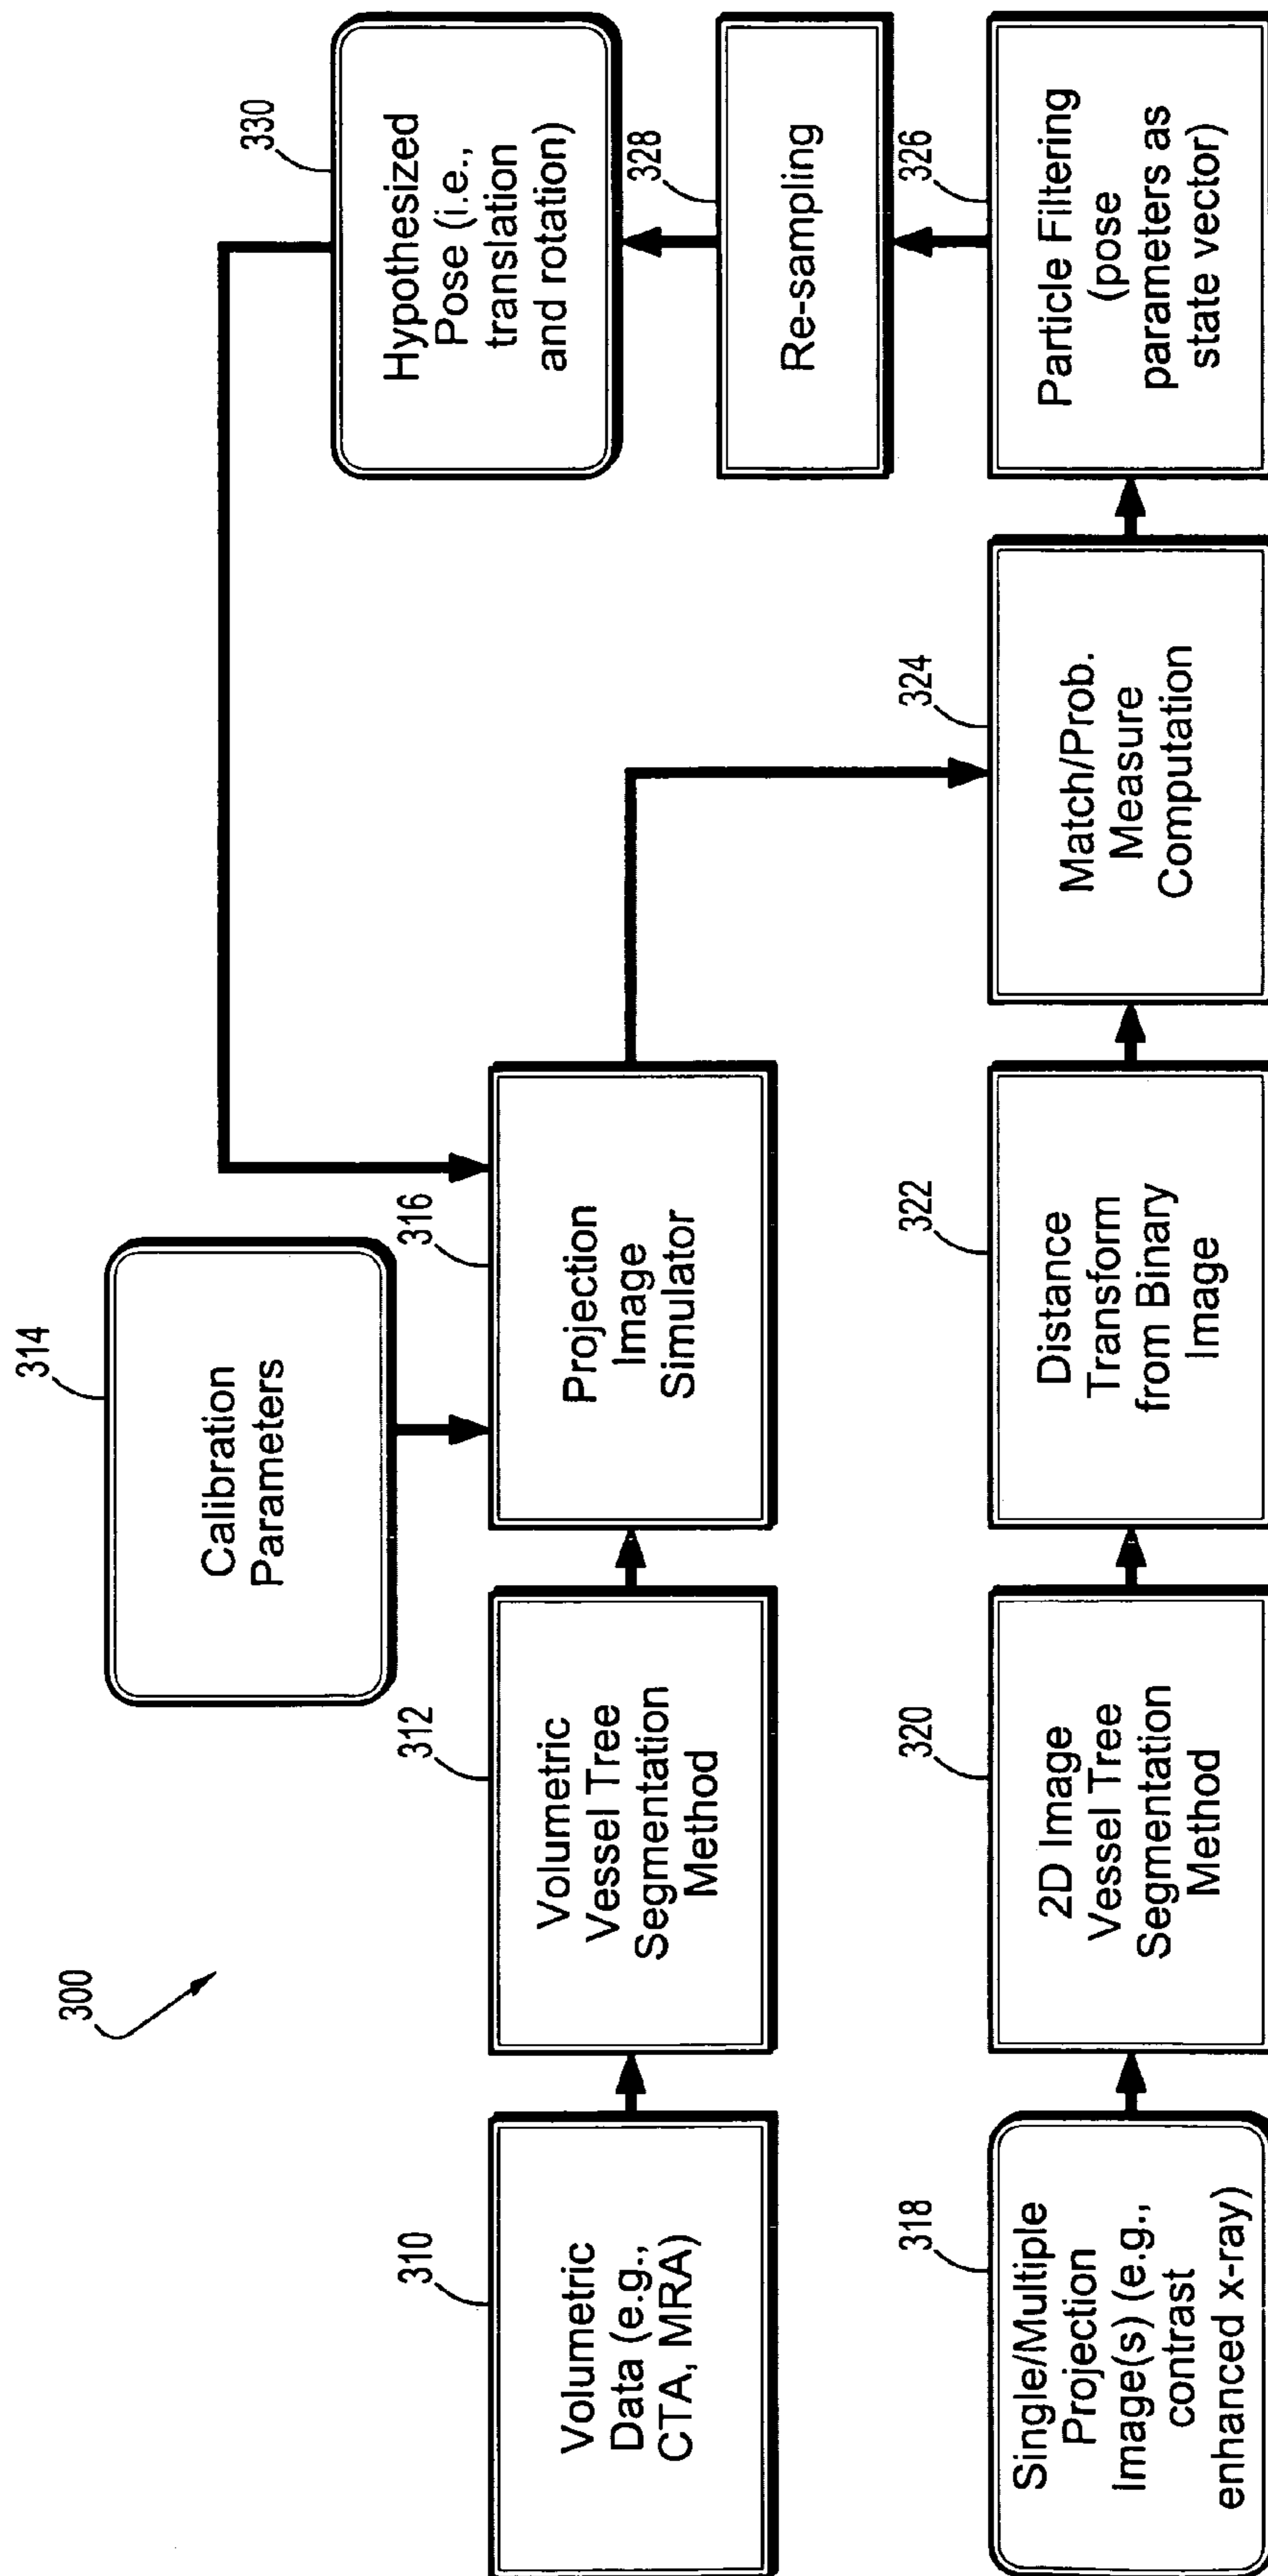 300
314
Calibration
Parameters
330
Hypothesized
Pose (i.e.,
translation
and rotation)
310
Volumetric
Data (e.g.,
CTA, MRA)
312
Volumetric
Vessel Tree
Segmentation
Method
316
Projection
Image
Simulator
328
Re-sampling
318
Single/Multiple
Projection
Image(s) (e.g.,
contrast
enhanced x-ray)
320
2D Image
Vessel Tree
Segmentation
Method
322
Distance
Transform
from Binary
Image
324
Match/Prob.
Measure
Computation
326
Particle Filtering
(pose
parameters as
state vector)